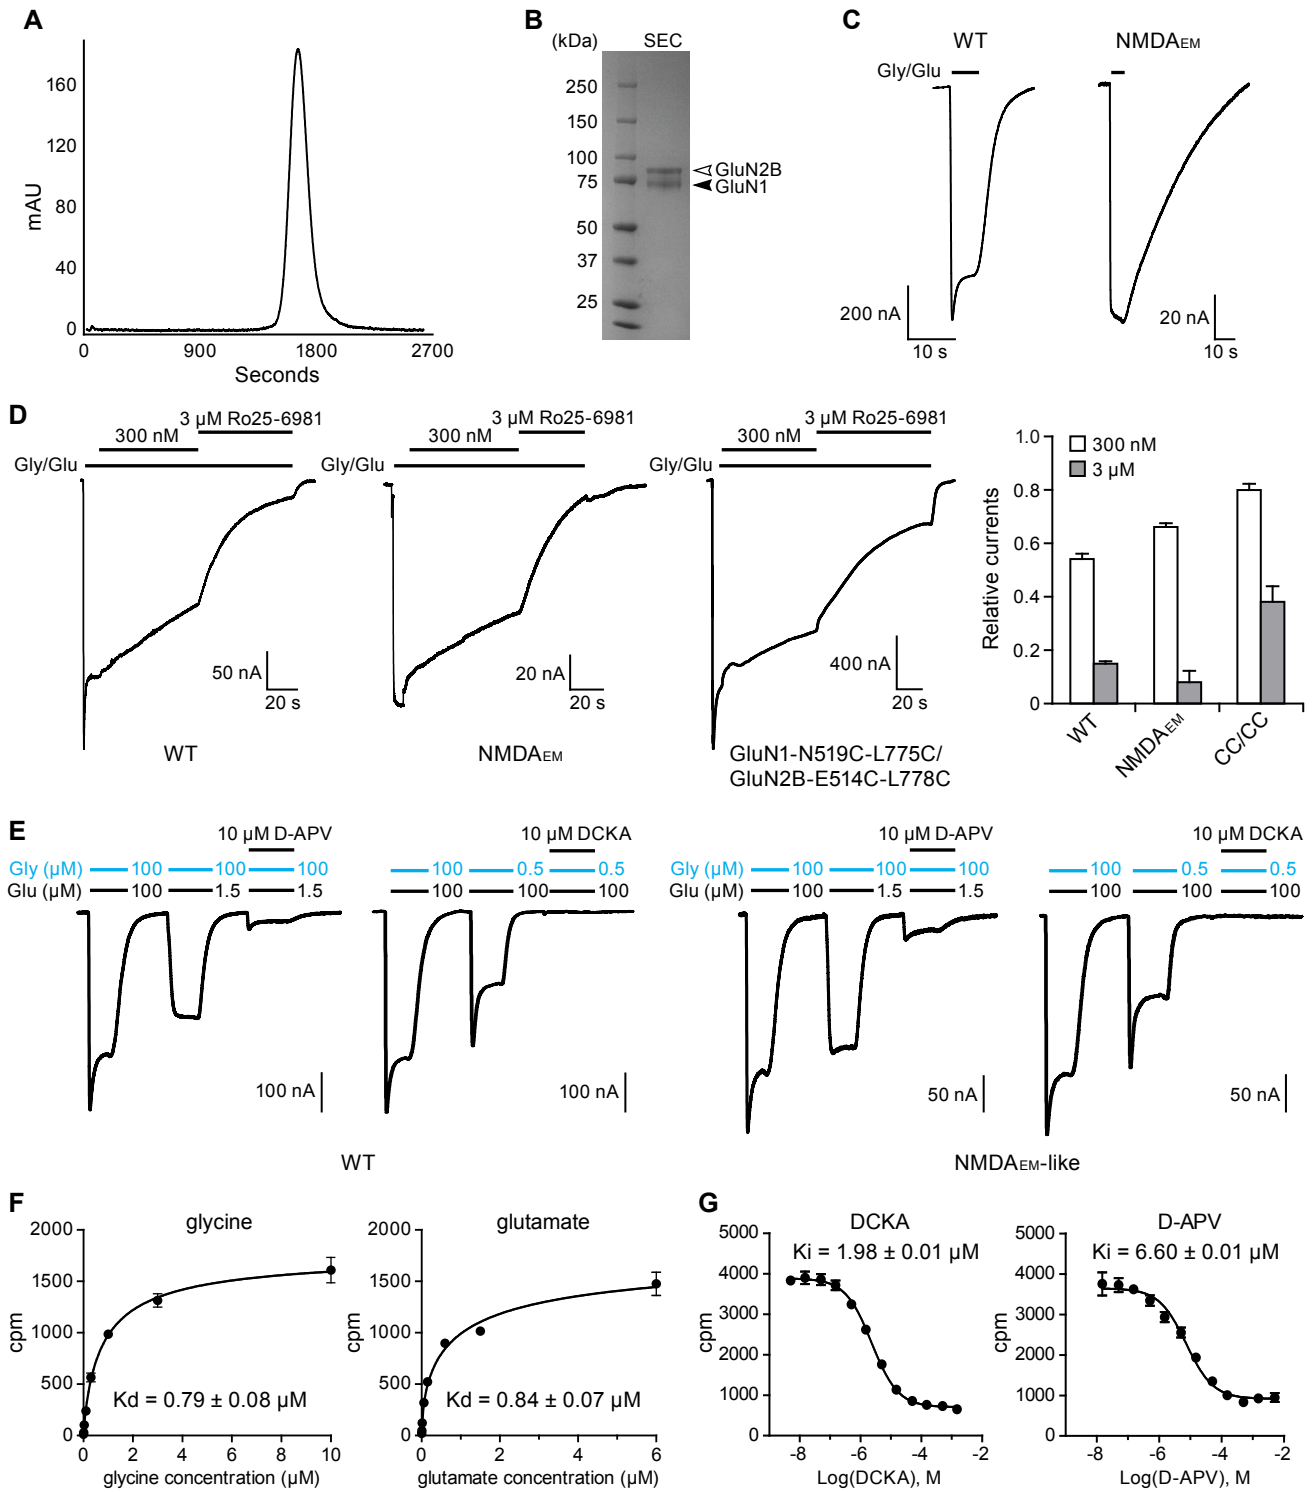 A
160
120
80
40
0
mAU
0 900 1800 2700
Seconds
B
(kDa) SEC
250
150
100
75
50
37
25
GluN2B
GluN1
C
WT NMDAEM
Gly/Glu
200 nA
10 s
20 nA
10 s
D
3 µM Ro25-6981
300 nM
Gly/Glu
50 nA
20 s
WT
3 µM Ro25-6981
300 nM
Gly/Glu
20 nA
20 s
NMDAEM
3 µM Ro25-6981
300 nM
Gly/Glu
400 nA
20 s
GluN1-N519C-L775C/
GluN2B-E514C-L778C
1.0
0.8
0.6
0.4
0.2
0
Relative currents
300 nM
3 µM
WT NMDAEM CC/CC
E
10 µM D-APV
Gly (µM) 100 100 100
Glu (µM) 100 1.5 1.5
100 nA
10 µM DCKA
100 0.5 0.5
100 100 100
100 nA
WT
10 µM D-APV
Gly (µM) 100 100 100
Glu (µM) 100 1.5 1.5
50 nA
10 µM DCKA
100 0.5 0.5
100 100 100
50 nA
NMDAEM-like
F
glycine
2000
1500
1000
500
0
cpm
Kd = 0.79 ± 0.08 µM
0 2 4 6 8 10
glycine concentration (µM)
glutamate
2000
1500
1000
500
0
cpm
Kd = 0.84 ± 0.07 µM
0 2 4 6
glutamate concentration (µM)
G
DCKA
Ki = 1.98 ± 0.01 µM
5000
4000
3000
2000
1000
0
cpm
-8 -6 -4 -2
Log(DCKA), M
D-APV
Ki = 6.60 ± 0.01 µM
5000
4000
3000
2000
1000
0
cpm
-8 -6 -4 -2
Log(D-APV), M